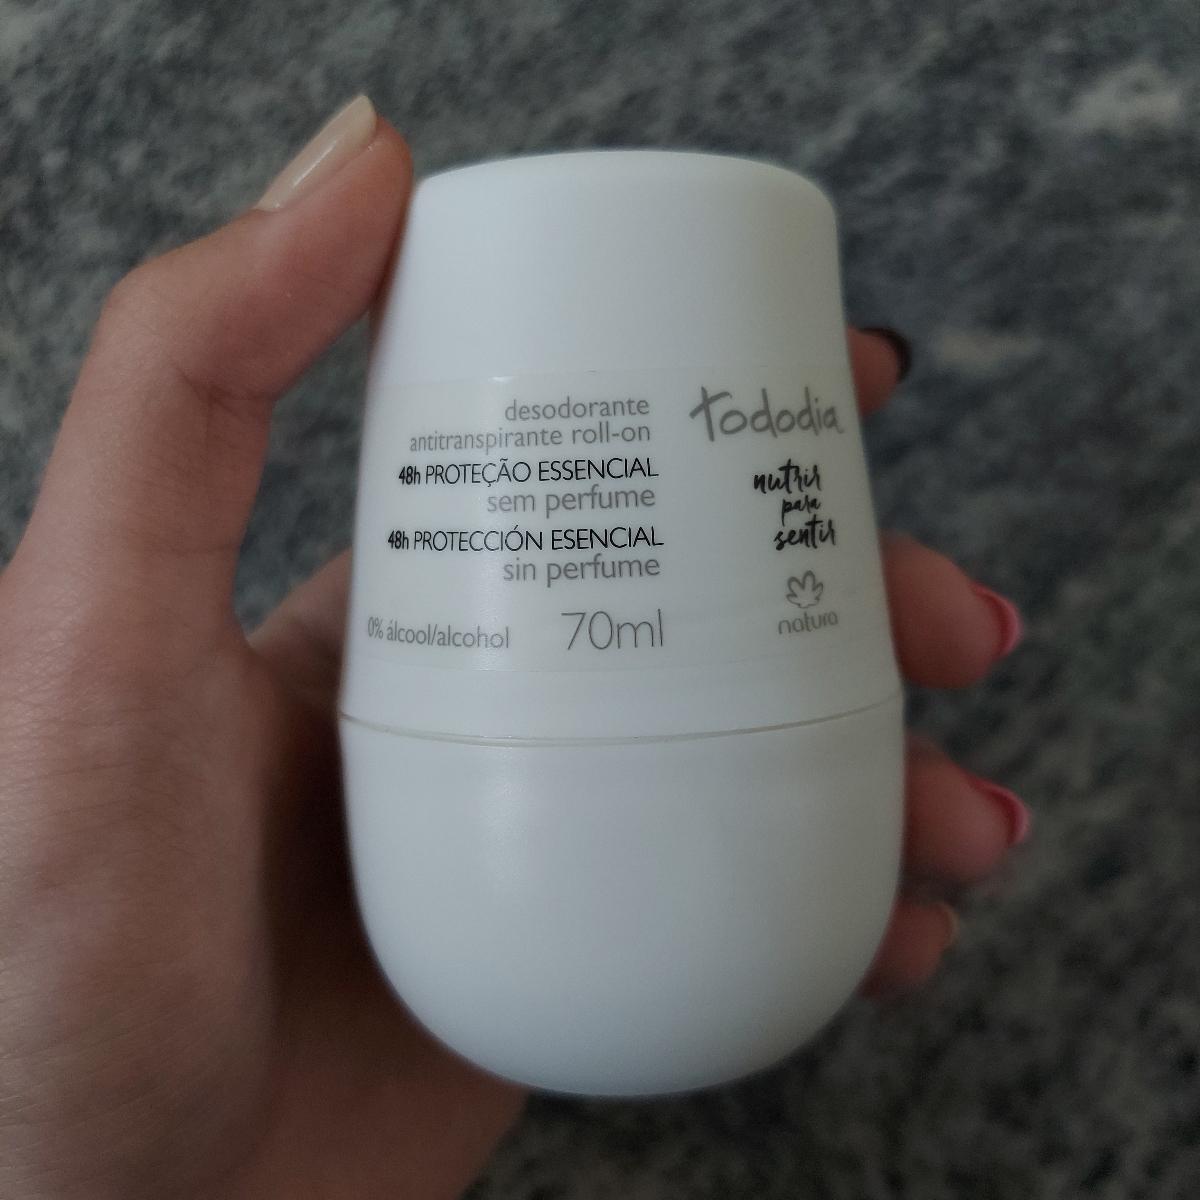 desodorante
antitranspirante roll-on
48h PROTEÇÃO ESSENCIAL
sem perfume
48h PROTECCIÓN ESENCIAL
sin perfume
0% álcool/alcohol 70ml
tododia
nutrir
para
sentir
natura